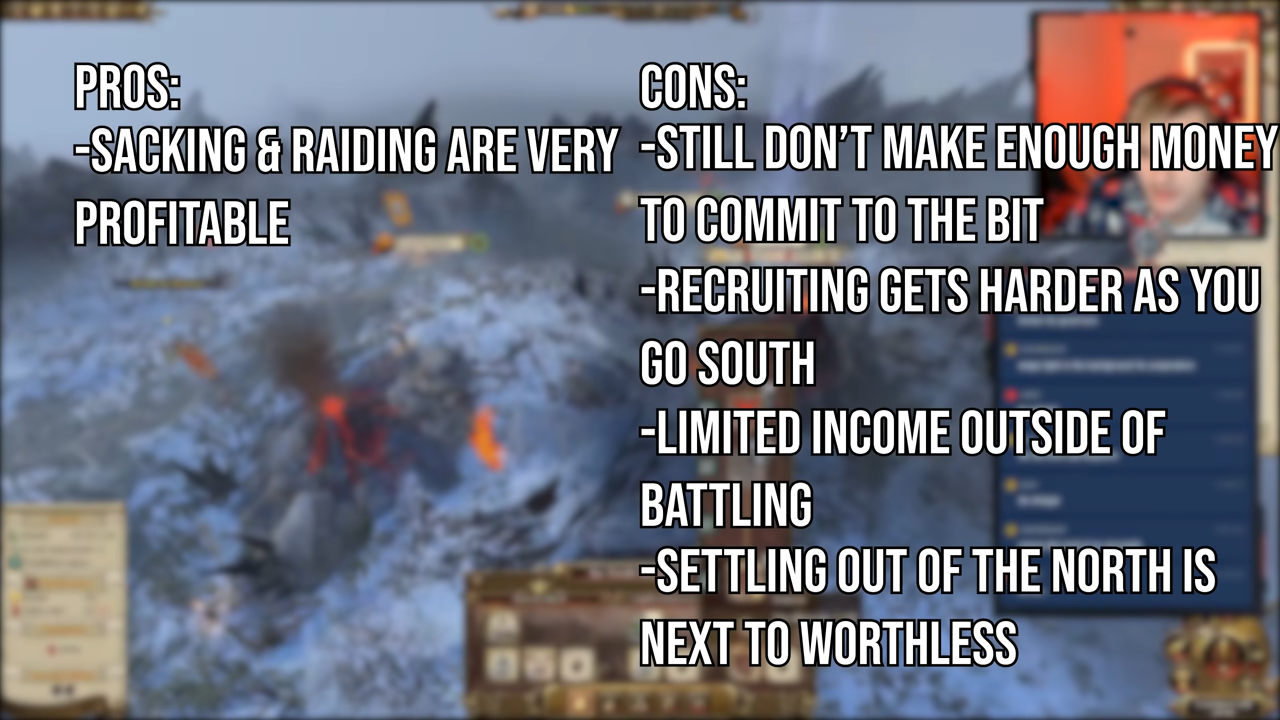 PROS:
-SACKING & RAIDING ARE VERY
PROFITABLE
CONS:
-STILL DON’T MAKE ENOUGH MONEY
TO COMMIT TO THE BIT
-RECRUITING GETS HARDER AS YOU
GO SOUTH
-LIMITED INCOME OUTSIDE OF
BATTLING
-SETTLING OUT OF THE NORTH IS
NEXT TO WORTHLESS